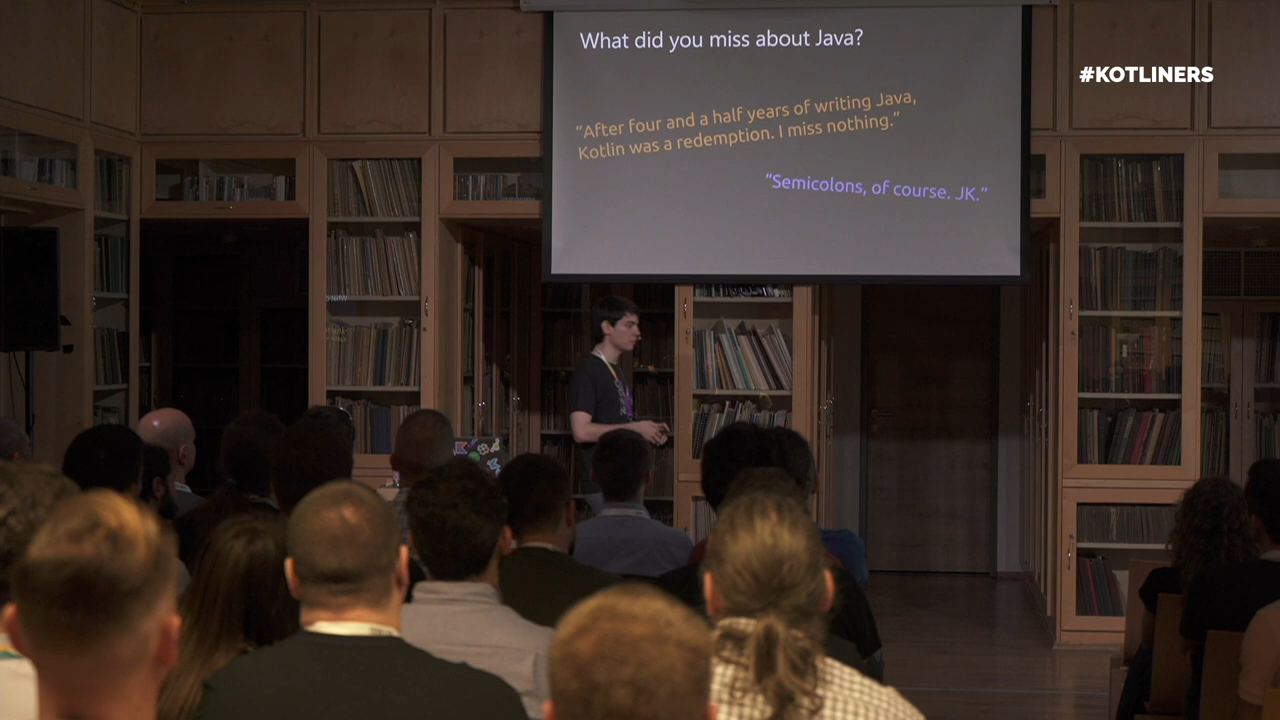 What did you miss about Java?
#KOTLINERS
“After four and a half years of writing Java,
Kotlin was a redemption. I miss nothing.”
“Semicolons, of course. JK.”